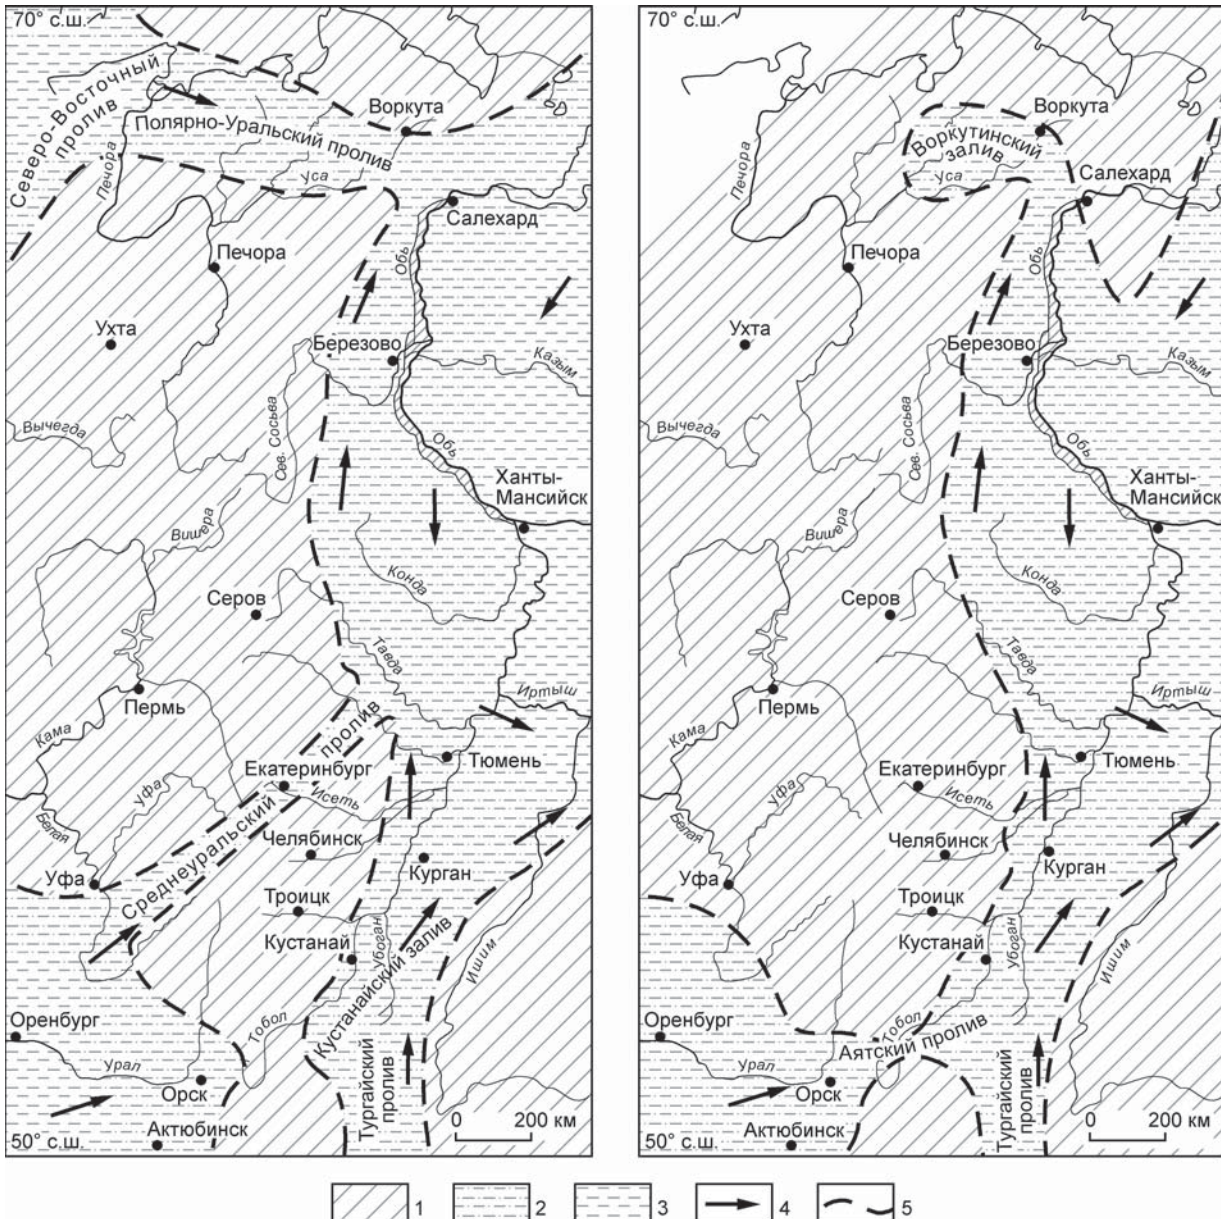 70° с.ш.
Северо-Восточный
пролив
Воркута
Полярно-Уральский пролив
Печора
Уса
Салехард
Обь
Печора
Ухта
Березово
Казым
Вычегда
Сев. Сосьва
Обь
Ханты-
Мансийск
Вишера
Конда
Серов
Тавда
Иртыш
Пермь
Кама
пролив
Тюмень
Екатеринбург
Уфа
Исеть
Белая
Среднеуральский
Челябинск
Курган
Уфа
Троицк
Кустанай
Убоган
Кустанайский залив
Ишим
Оренбург
Тобол
Урал
Орск
Тургайский
пролив
0 200 км
Актюбинск
50° с.ш.
70° с.ш.
Воркута
Воркутинский
залив
Печора
Уса
Салехард
Обь
Печора
Ухта
Березово
Казым
Вычегда
Сев. Сосьва
Обь
Ханты-
Мансийск
Вишера
Конда
Серов
Тавда
Иртыш
Пермь
Кама
Тюмень
Екатеринбург
Уфа
Исеть
Белая
Челябинск
Курган
Уфа
Троицк
Кустанай
Убоган
Ишим
Оренбург
Тобол
Аятский пролив
Урал
Орск
Тургайский
пролив
0 200 км
Актюбинск
50° с.ш.
1 2 3 4 5